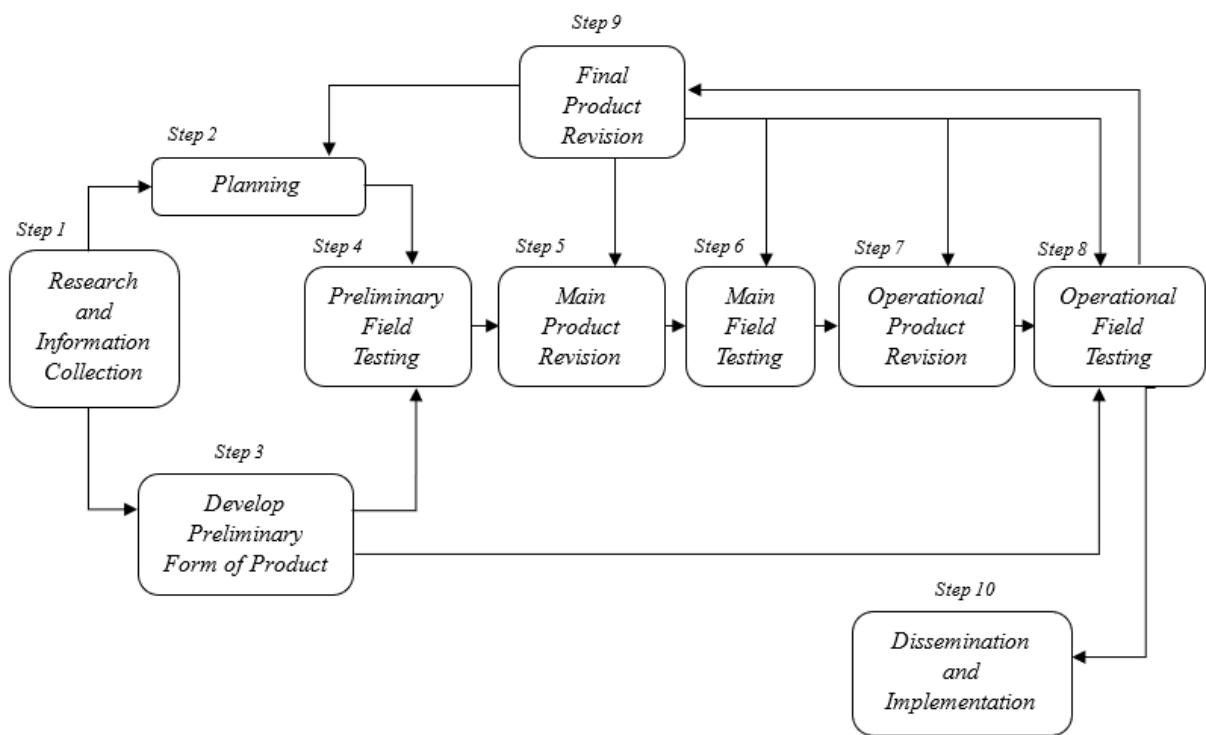 Step 9
Final
Product
Revision
Step 2
Planning
Step 1
Research
and
Information
Collection
Step 4
Preliminary
Field
Testing
Step 5
Main
Product
Revision
Step 6
Main
Field
Testing
Step 7
Operational
Product
Revision
Step 8
Operational
Field
Testing
Step 3
Develop
Preliminary
Form of Product
Step 10
Dissemination
and
Implementation